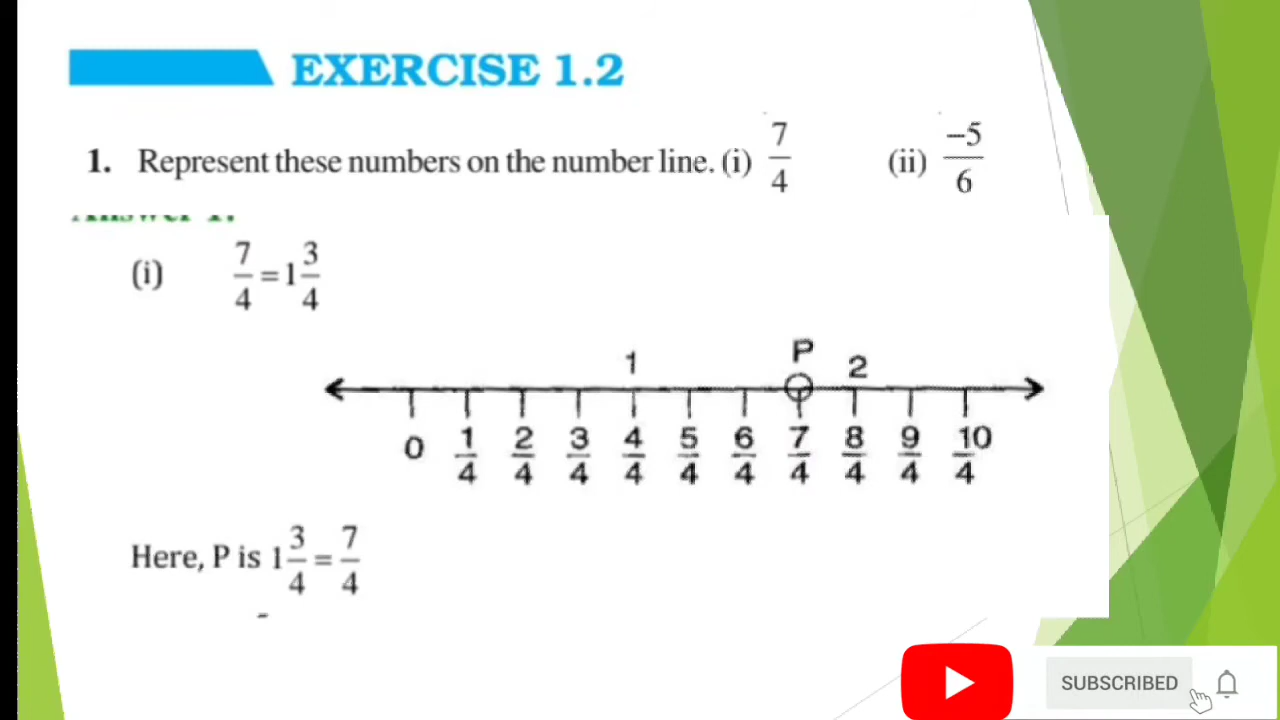 EXERCISE 1.2
1. Represent these numbers on the number line. (i) 7/4 (ii) −5/6
(i) 7/4 = 1 3/4
1 P 2
0 1/4 2/4 3/4 4/4 5/4 6/4 7/4 8/4 9/4 10/4
Here, P is 1 3/4 = 7/4
SUBSCRIBED